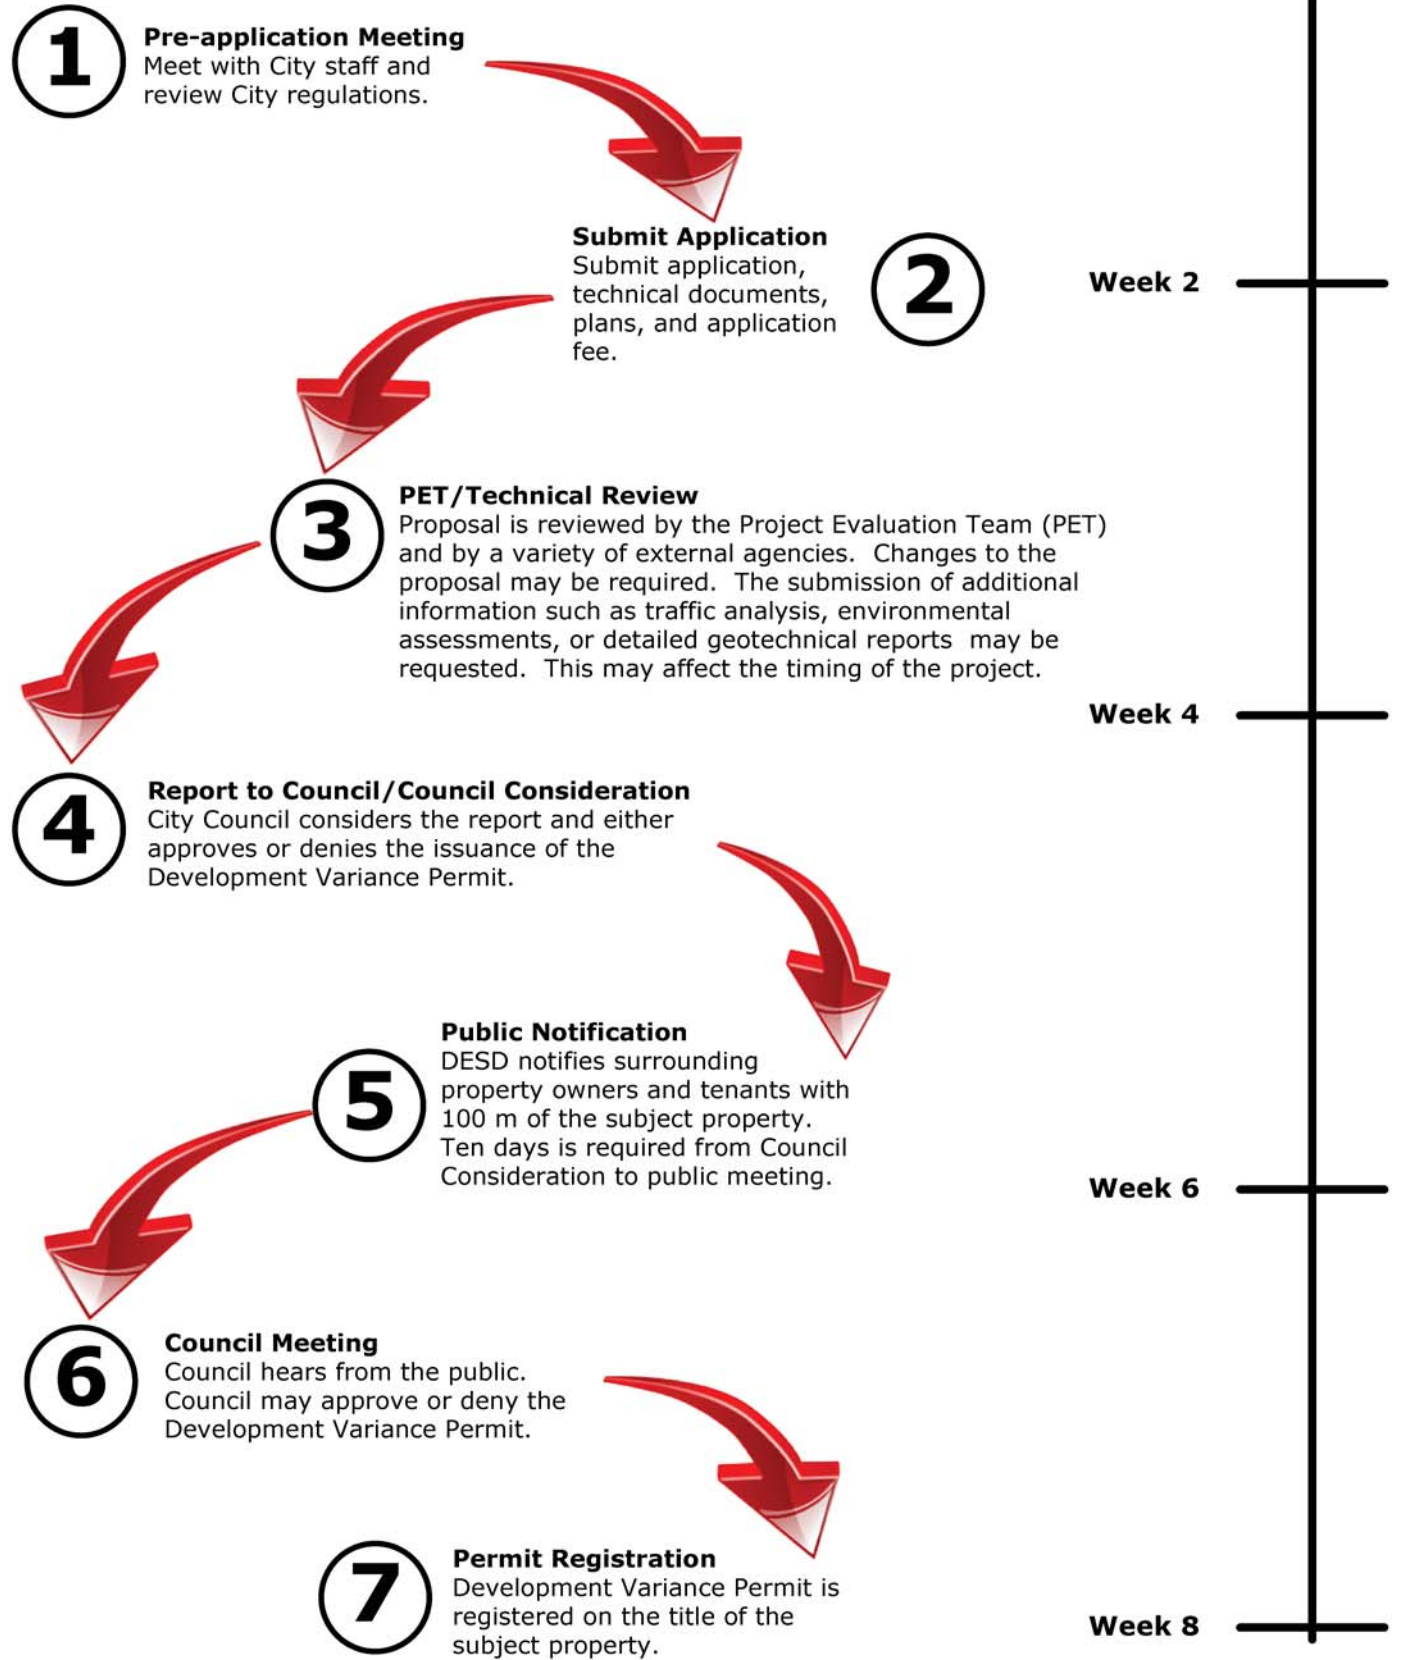 1
Pre-application Meeting
Meet with City staff and
review City regulations.
Submit Application
Submit application,
technical documents,
plans, and application
fee.
2
Week 2
3
PET/Technical Review
Proposal is reviewed by the Project Evaluation Team (PET)
and by a variety of external agencies.  Changes to the
proposal may be required.  The submission of additional
information such as traffic analysis, environmental
assessments, or detailed geotechnical reports  may be
requested.  This may affect the timing of the project.
Week 4
4
Report to Council/Council Consideration
City Council considers the report and either
approves or denies the issuance of the
Development Variance Permit.
5
Public Notification
DESD notifies surrounding
property owners and tenants with
100 m of the subject property.
Ten days is required from Council
Consideration to public meeting.
Week 6
6
Council Meeting
Council hears from the public.
Council may approve or deny the
Development Variance Permit.
7
Permit Registration
Development Variance Permit is
registered on the title of the
subject property.
Week 8